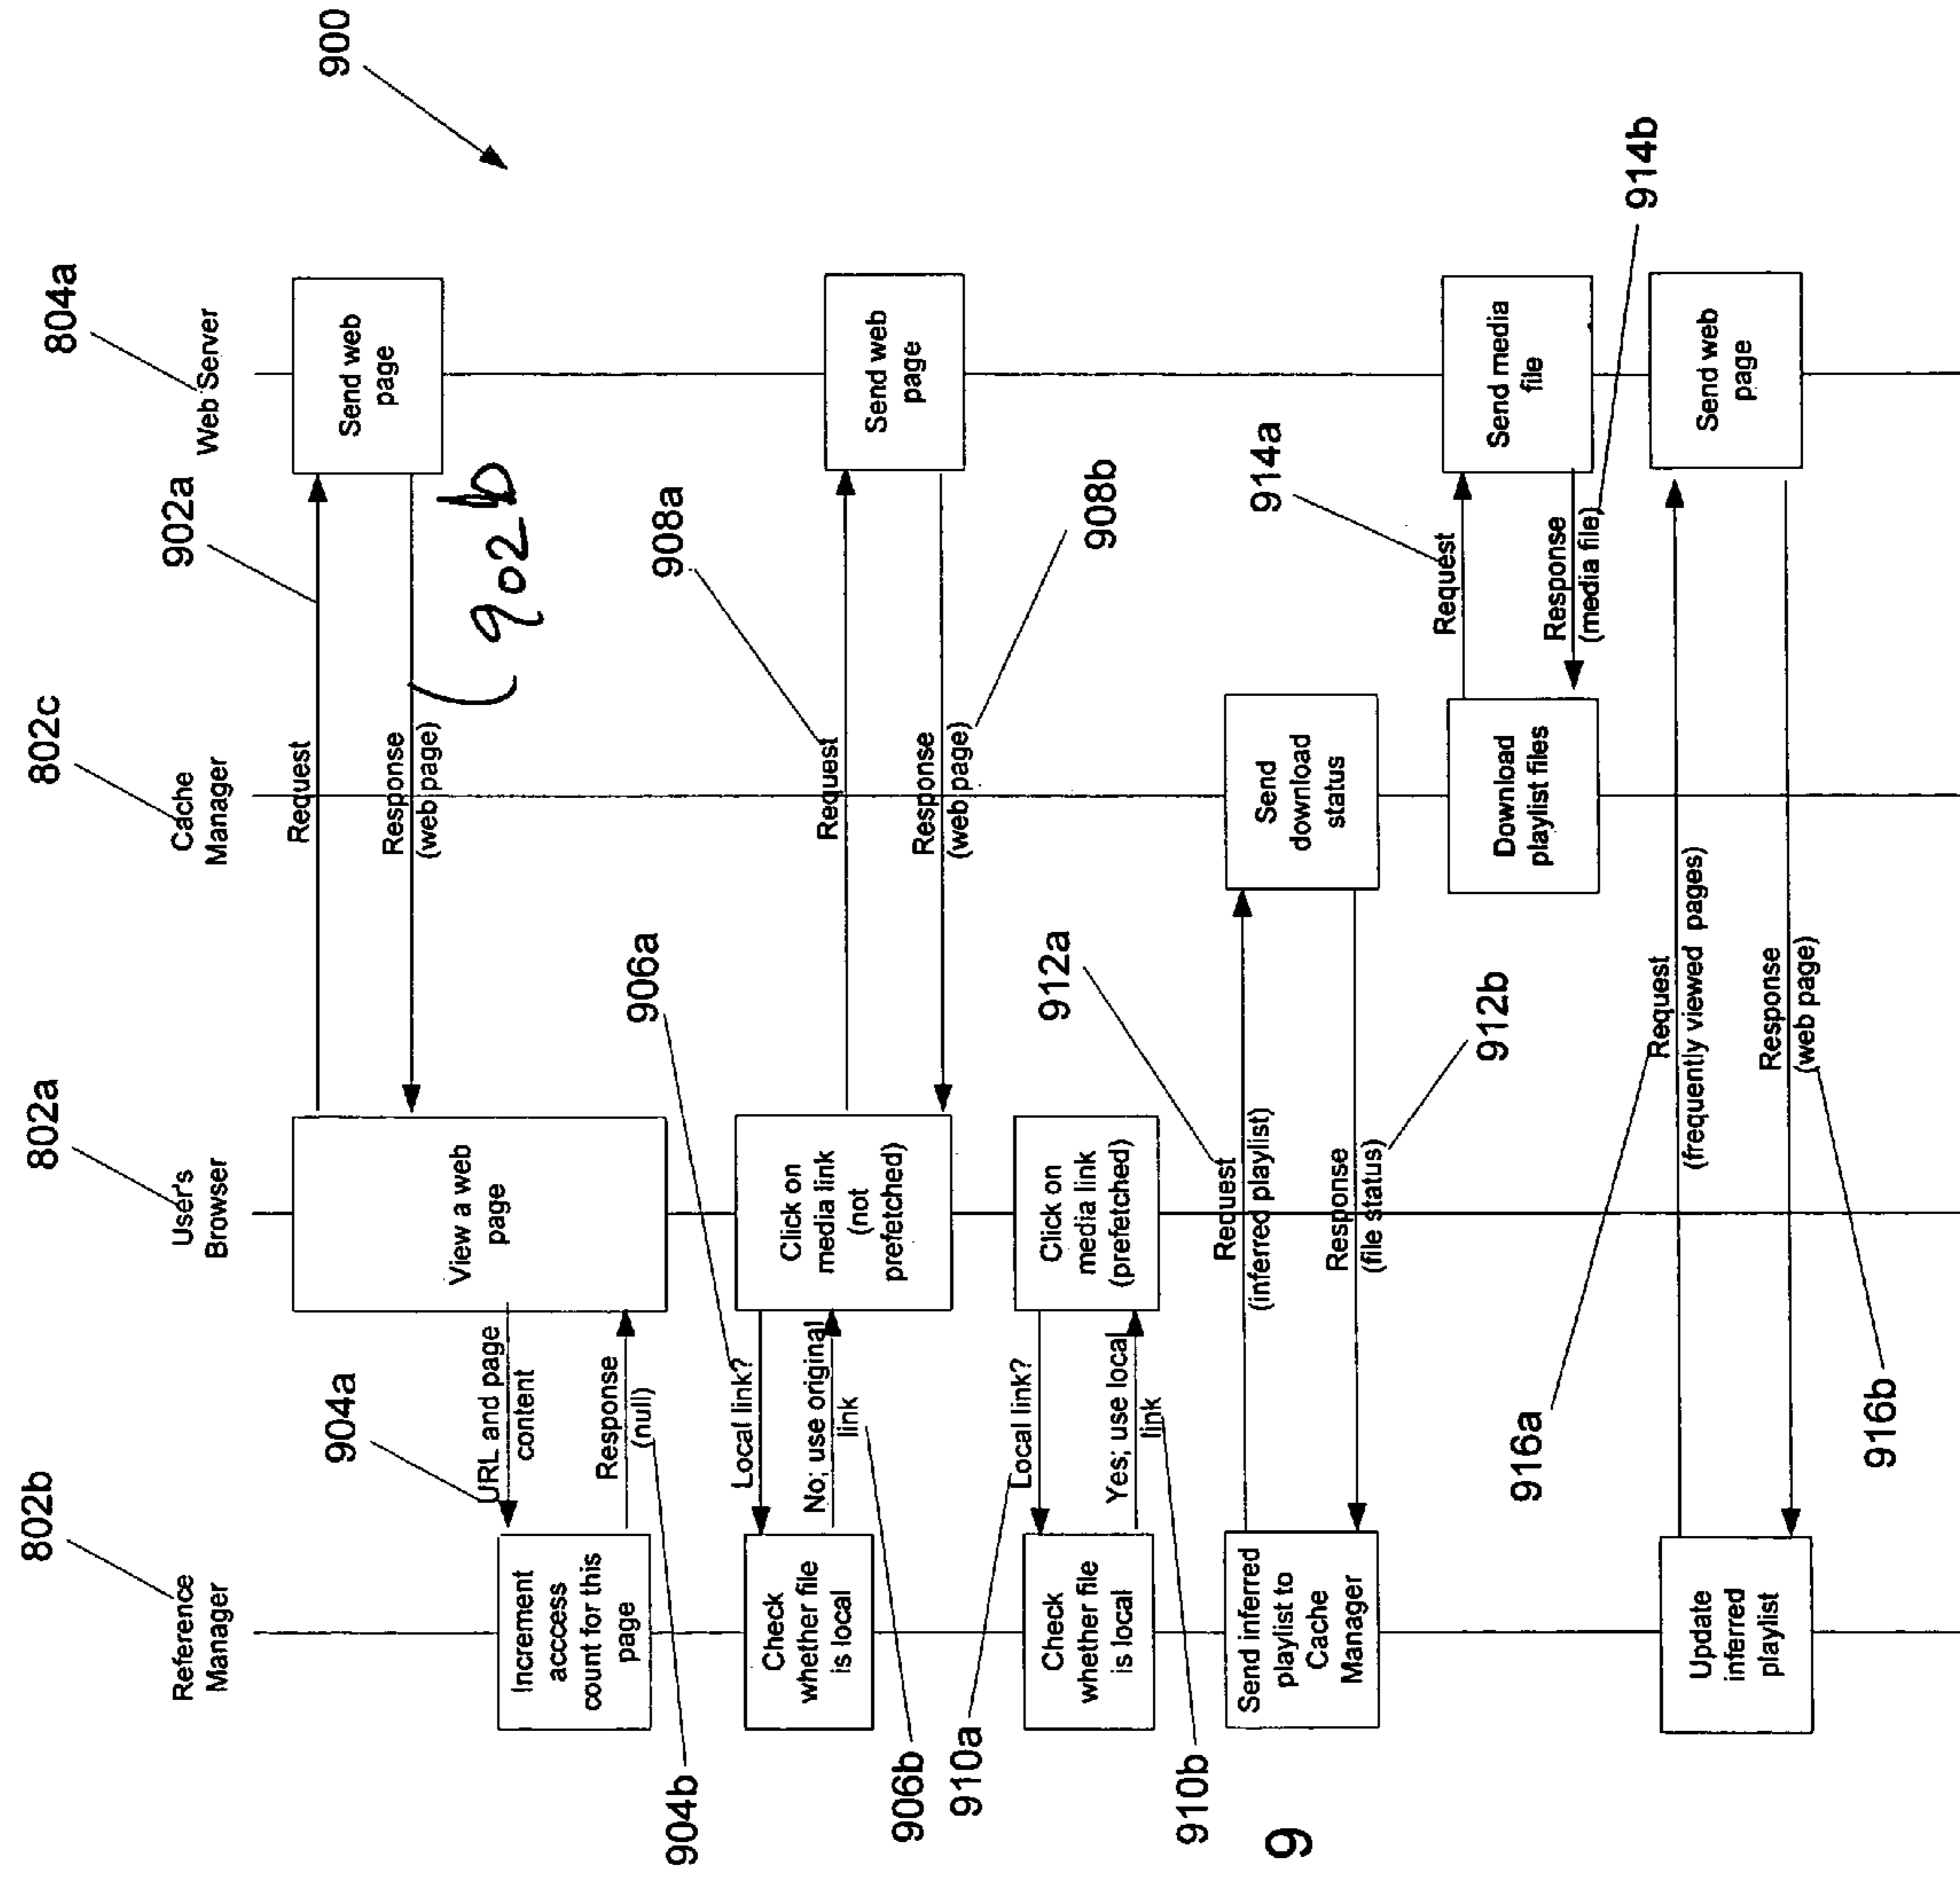 802b
802a
802c
804a
Reference
Manager
User's
Browser
Cache
Manager
Web Server
902a
900
Request
View a web
page
Send web
page
904a
Response
(web page)
902b
URL and page
content
Increment
acccess
count for this
page
Response
(null)
904b
906a
908a
Local link?
Check
whether file
is local
No; use original
link
906b
Click on
media link
(not
prefetched)
Request
Send web
page
Response
(web page)
908b
910a
Local link?
Check
whether file
is local
Yes; use local
link
910b
Click on
media link
(prefetched)
912a
Request
(inferred playlist)
Send inferred
playlist to
Cache
Manager
Send
download
status
Response
(file status)
912b
9
914a
Request
Download
playlist files
Send media
file
Response
(media file)
914b
916a
Request
(frequently viewed pages)
Update
inferred
playlist
Send web
page
Response
(web page)
916b